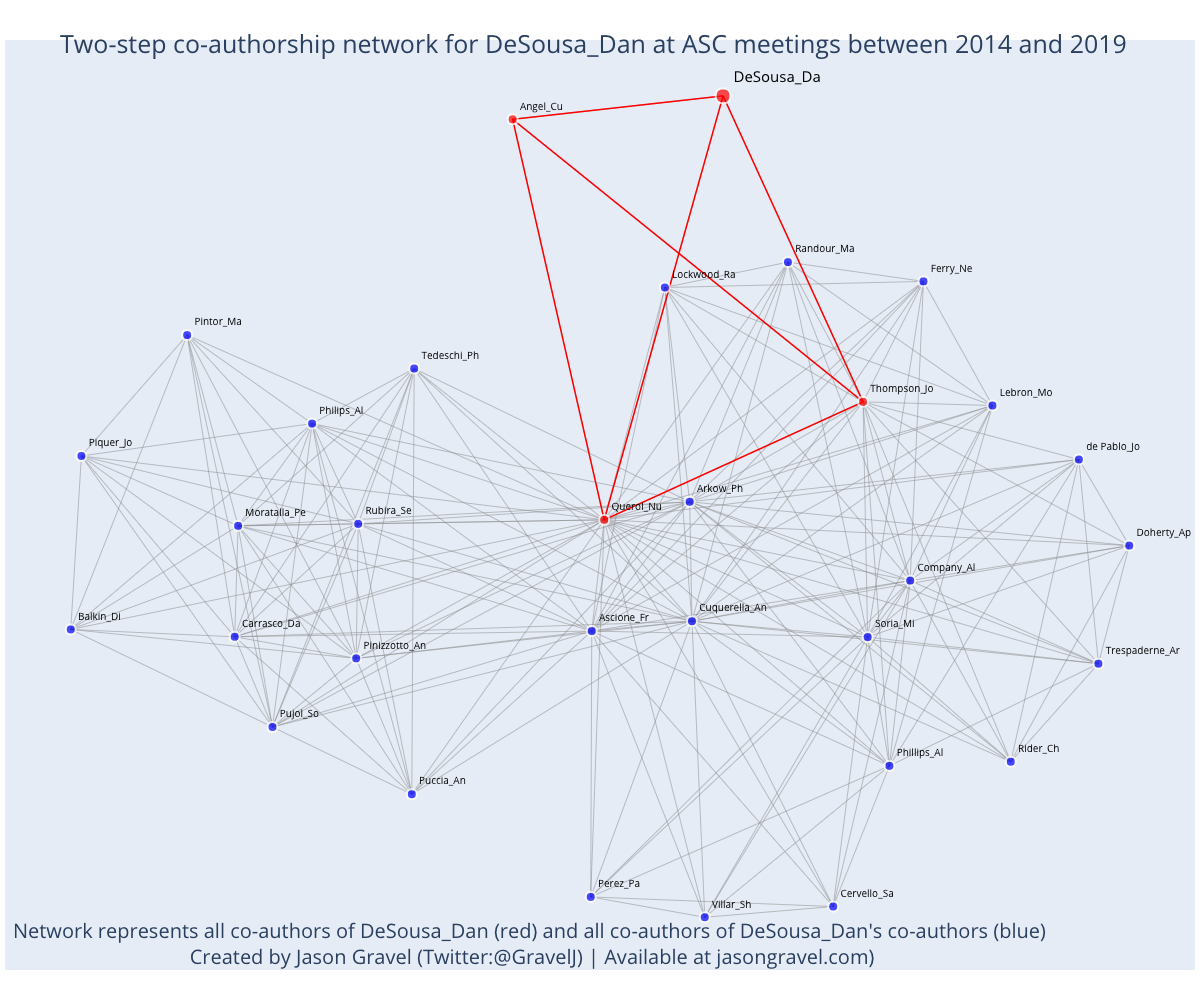 Two-step co-authorship network for DeSousa_Dan at ASC meetings between 2014 and 2019
DeSousa_Da
Angel_Cu
Randour_Ma
Ferry_Ne
Lockwood_Ra
Pintor_Ma
Tedeschi_Ph
Thompson_Jo
Lebron_Mo
Philips_Al
Piquer_Jo
de Pablo_Jo
Arkow_Ph
Querol_Nu
Moratalla_Pe
Rubira_Se
Doherty_Ap
Company_Al
Balkin_Di
Carrasco_Da
Ascione_Fr
Cuquerella_An
Soria_Mi
Pinizzotto_An
Trespaderne_Ar
Pujol_So
Phillips_Al
Rider_Ch
Puccia_An
Perez_Pa
Villar_Sh
Cervello_Sa
Network represents all co-authors of DeSousa_Dan (red) and all co-authors of DeSousa_Dan's co-authors (blue)
Created by Jason Gravel (Twitter:@GravelJ) | Available at jasongravel.com)